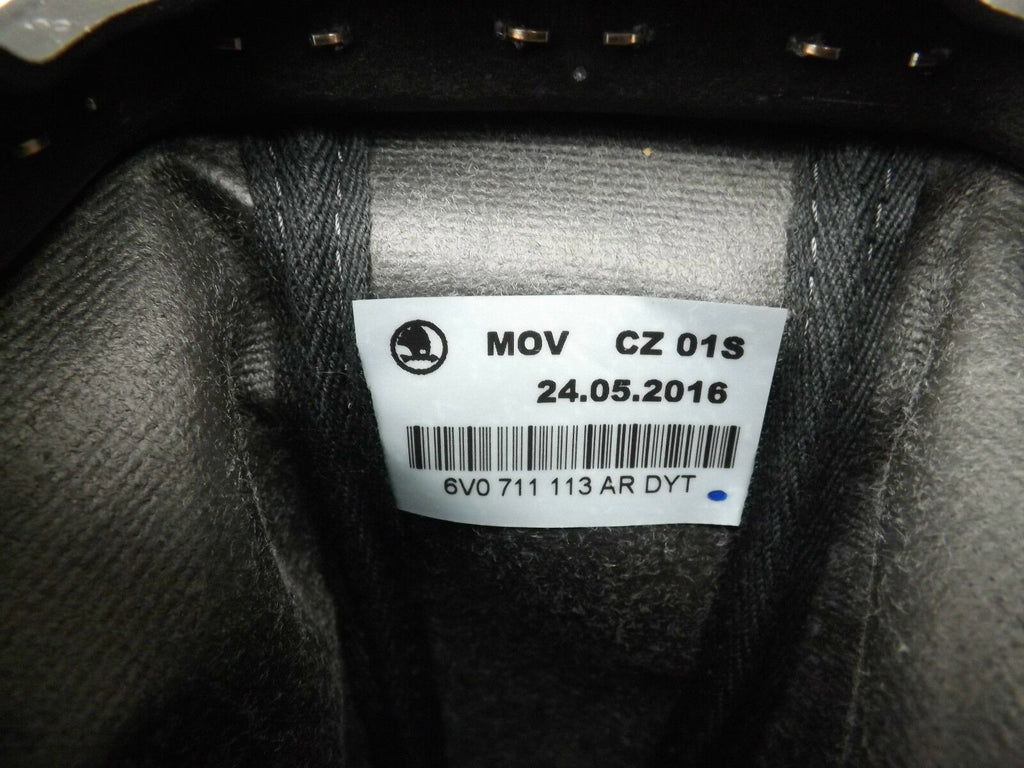 MOV CZ 01S
24.05.2016
6V0 711 113 AR DYT